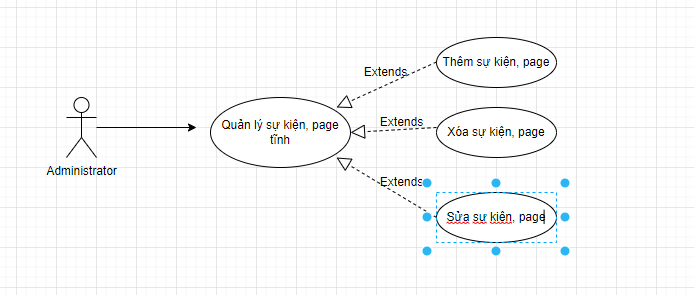 Thêm sự kiện, page
Extends
Quản lý sự kiện, page
tĩnh
Extends
Xóa sự kiện, page
Administrator
Extends
Sửa sự kiện, page